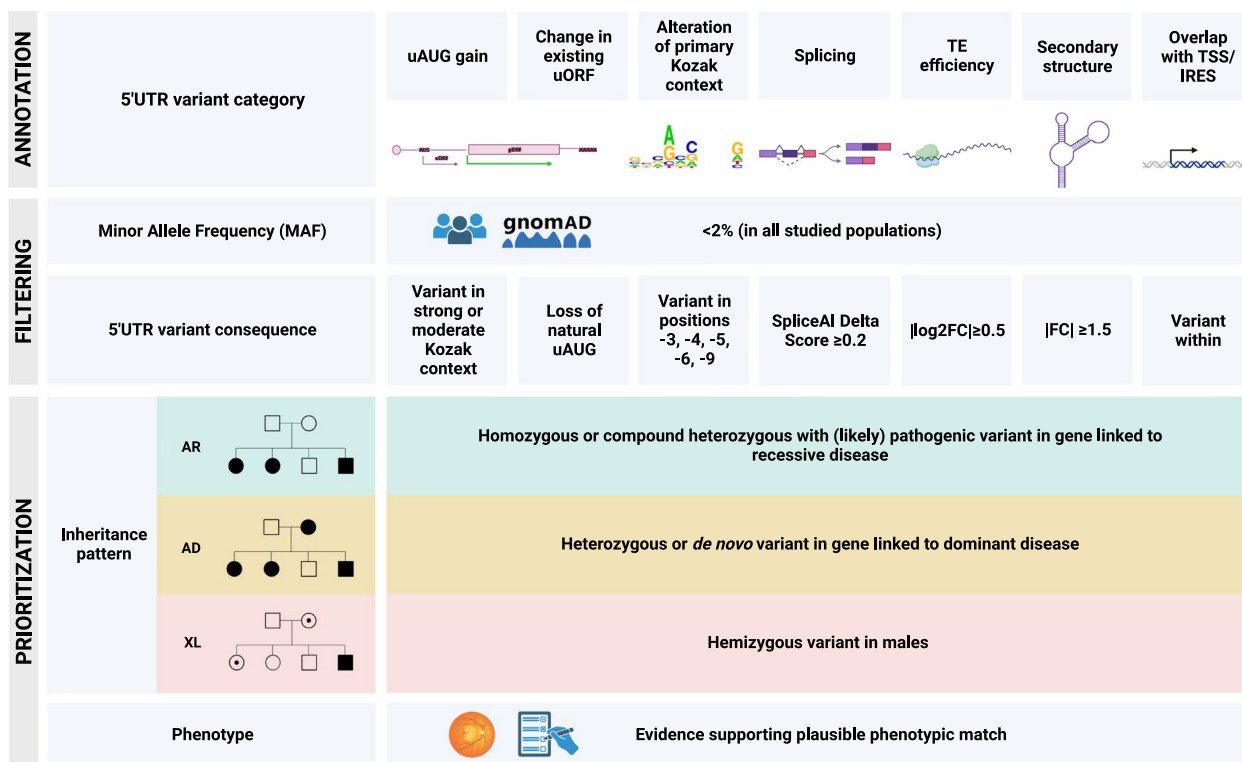 ANNOTATION
5'UTR variant category
uAUG gain
Change in
existing
uORF
Alteration
of primary
Kozak
context
Splicing
TE
efficiency
Secondary
structure
Overlap
with TSS/
IRES
AUG
uORF
pORF
AAAAA
A
G
C
G
A
FILTERING
Minor Allele Frequency (MAF)
gnomAD
<2% (in all studied populations)
5'UTR variant consequence
Variant in
strong or
moderate
Kozak
context
Loss of
natural
uAUG
Variant in
positions
-3, -4, -5,
-6, -9
SpliceAI Delta
Score ≥0.2
|log2FC|≥0.5
|FC| ≥1.5
Variant
within
PRIORITIZATION
Inheritance
pattern
AR
Homozygous or compound heterozygous with (likely) pathogenic variant in gene linked to
recessive disease
AD
Heterozygous or de novo variant in gene linked to dominant disease
XL
Hemizygous variant in males
Phenotype
Evidence supporting plausible phenotypic match